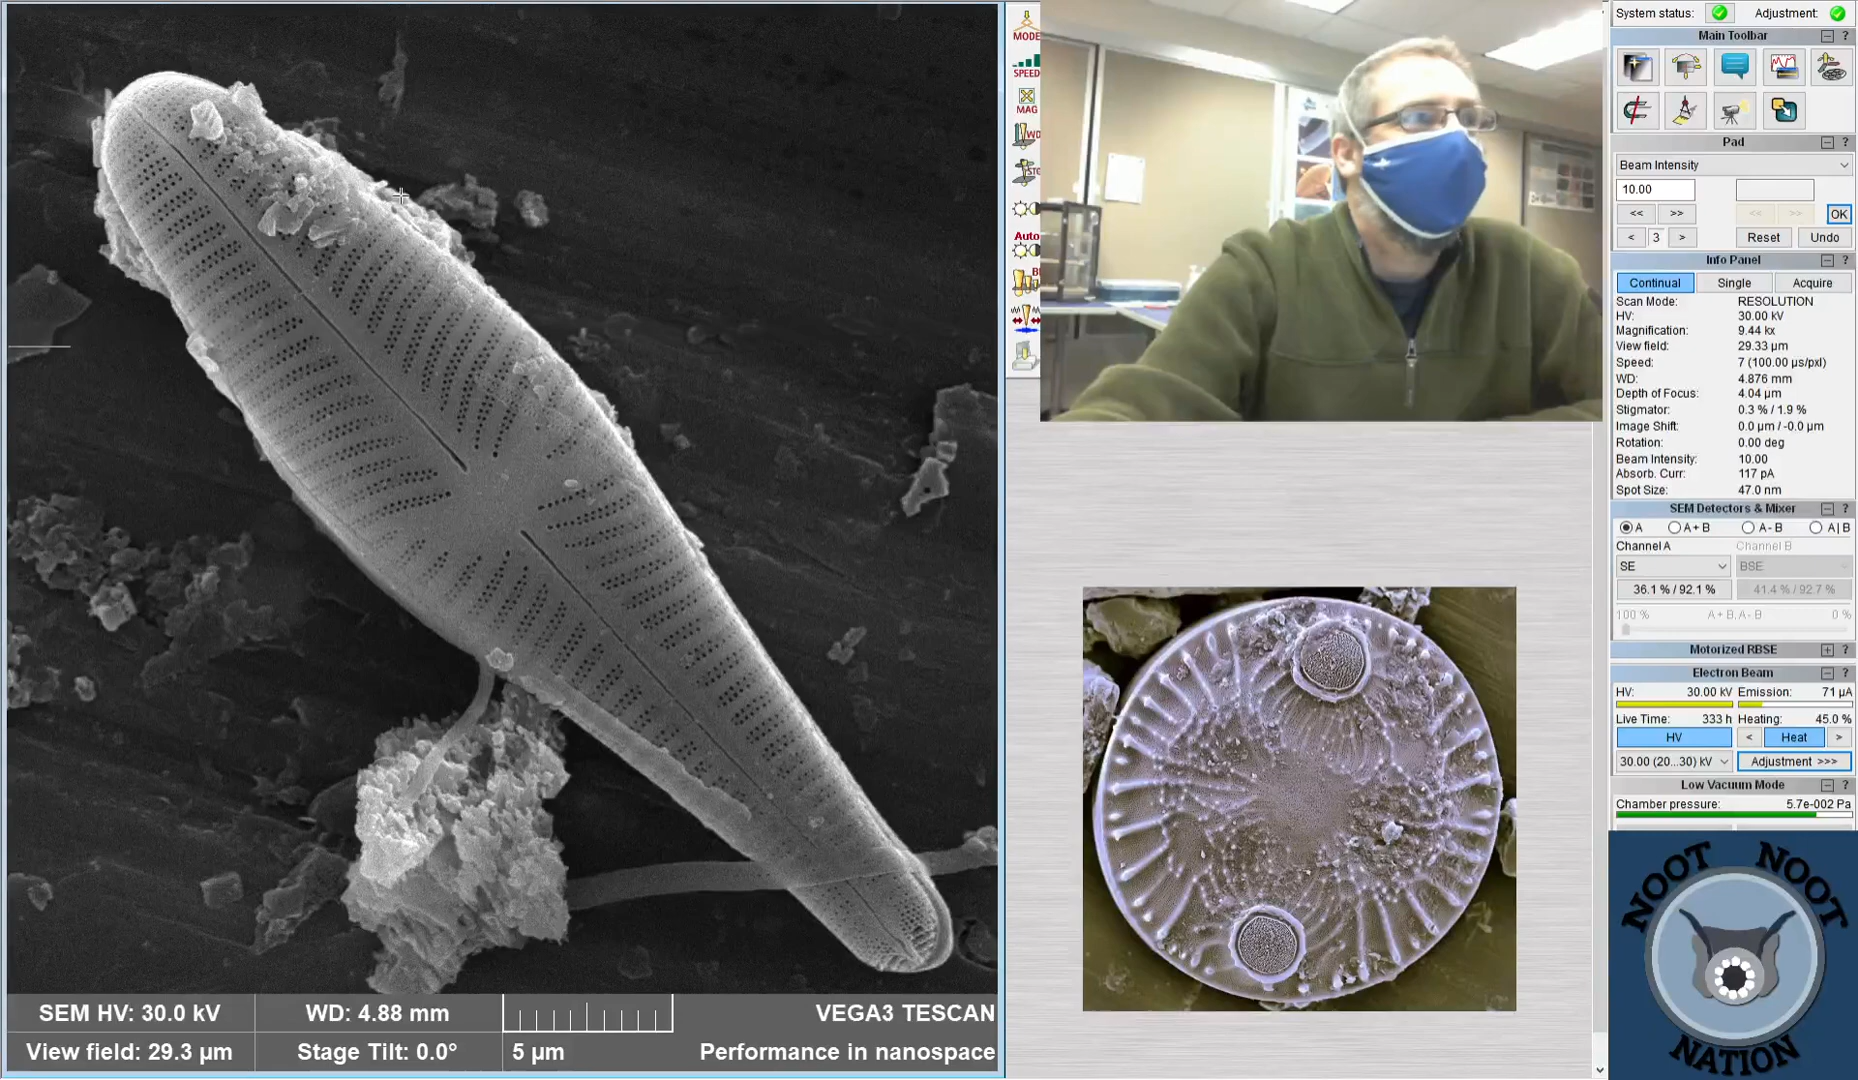 SEM HV: 30.0 kV
WD: 4.88 mm
VEGA3 TESCAN
View field: 29.3 µm
Stage Tilt: 0.0°
5 µm
Performance in nanospace
MODE
SPEED
MAG
WD
Auto
System status:
Adjustment:
Main Toolbar
Pad
Beam Intensity
10.00
<< >>
<< >>
OK
< 3 >
Reset
Undo
Info Panel
Continual
Single
Acquire
Scan Mode: RESOLUTION
HV: 30.00 kV
Magnification: 9.44 kx
View field: 29.33 µm
Speed: 7 (100.00 µs/pxl)
WD: 4.876 mm
Depth of Focus: 4.04 µm
Stigmator: 0.3 % / 1.9 %
Image Shift: 0.0 µm / -0.0 µm
Rotation: 0.00 deg
Beam Intensity: 10.00
Absorb. Curr: 117 pA
Spot Size: 47.0 nm
SEM Detectors & Mixer
A A + B A - B A | B
Channel A Channel B
SE BSE
36.1 % / 92.1 % 41.4 % / 92.7 %
100 % A + B, A - B 0 %
Motorized RBSE
Electron Beam
HV: 30.00 kV Emission: 71 µA
Live Time: 333 h Heating: 45.0 %
HV < Heat >
30.00 (20...30) kV Adjustment >>>
Low Vacuum Mode
Chamber pressure: 5.7e-002 Pa
NOOT NOOT
NATION